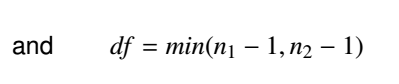 and df = min(n₁ − 1, n₂ − 1)